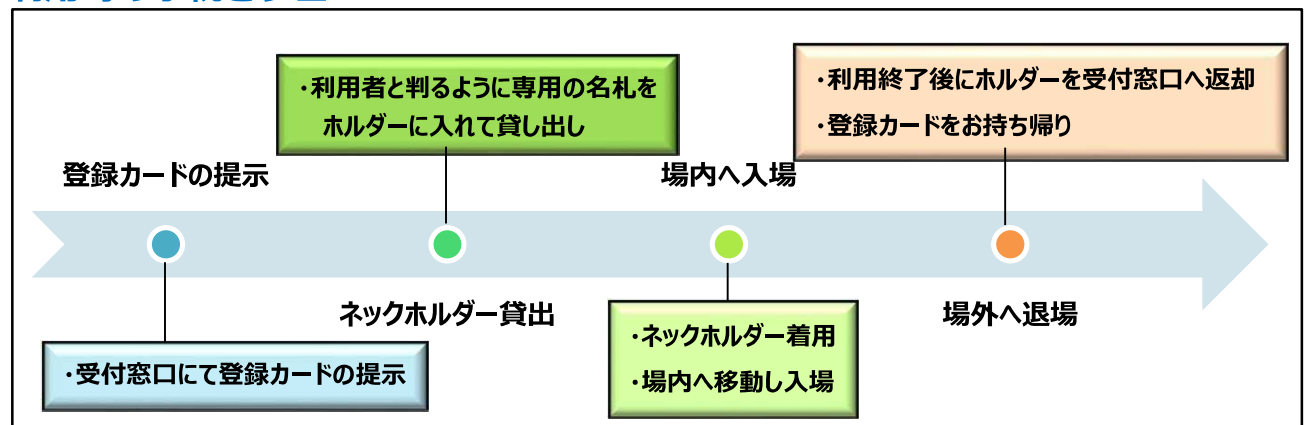 ・利用者と判るように専用の名札を
ホルダーに入れて貸し出し
・利用終了後にホルダーを受付窓口へ返却
・登録カードをお持ち帰り
登録カードの提示
場内へ入場
ネックホルダー貸出
場外へ退場
・受付窓口にて登録カードの提示
・ネックホルダー着用
・場内へ移動し入場